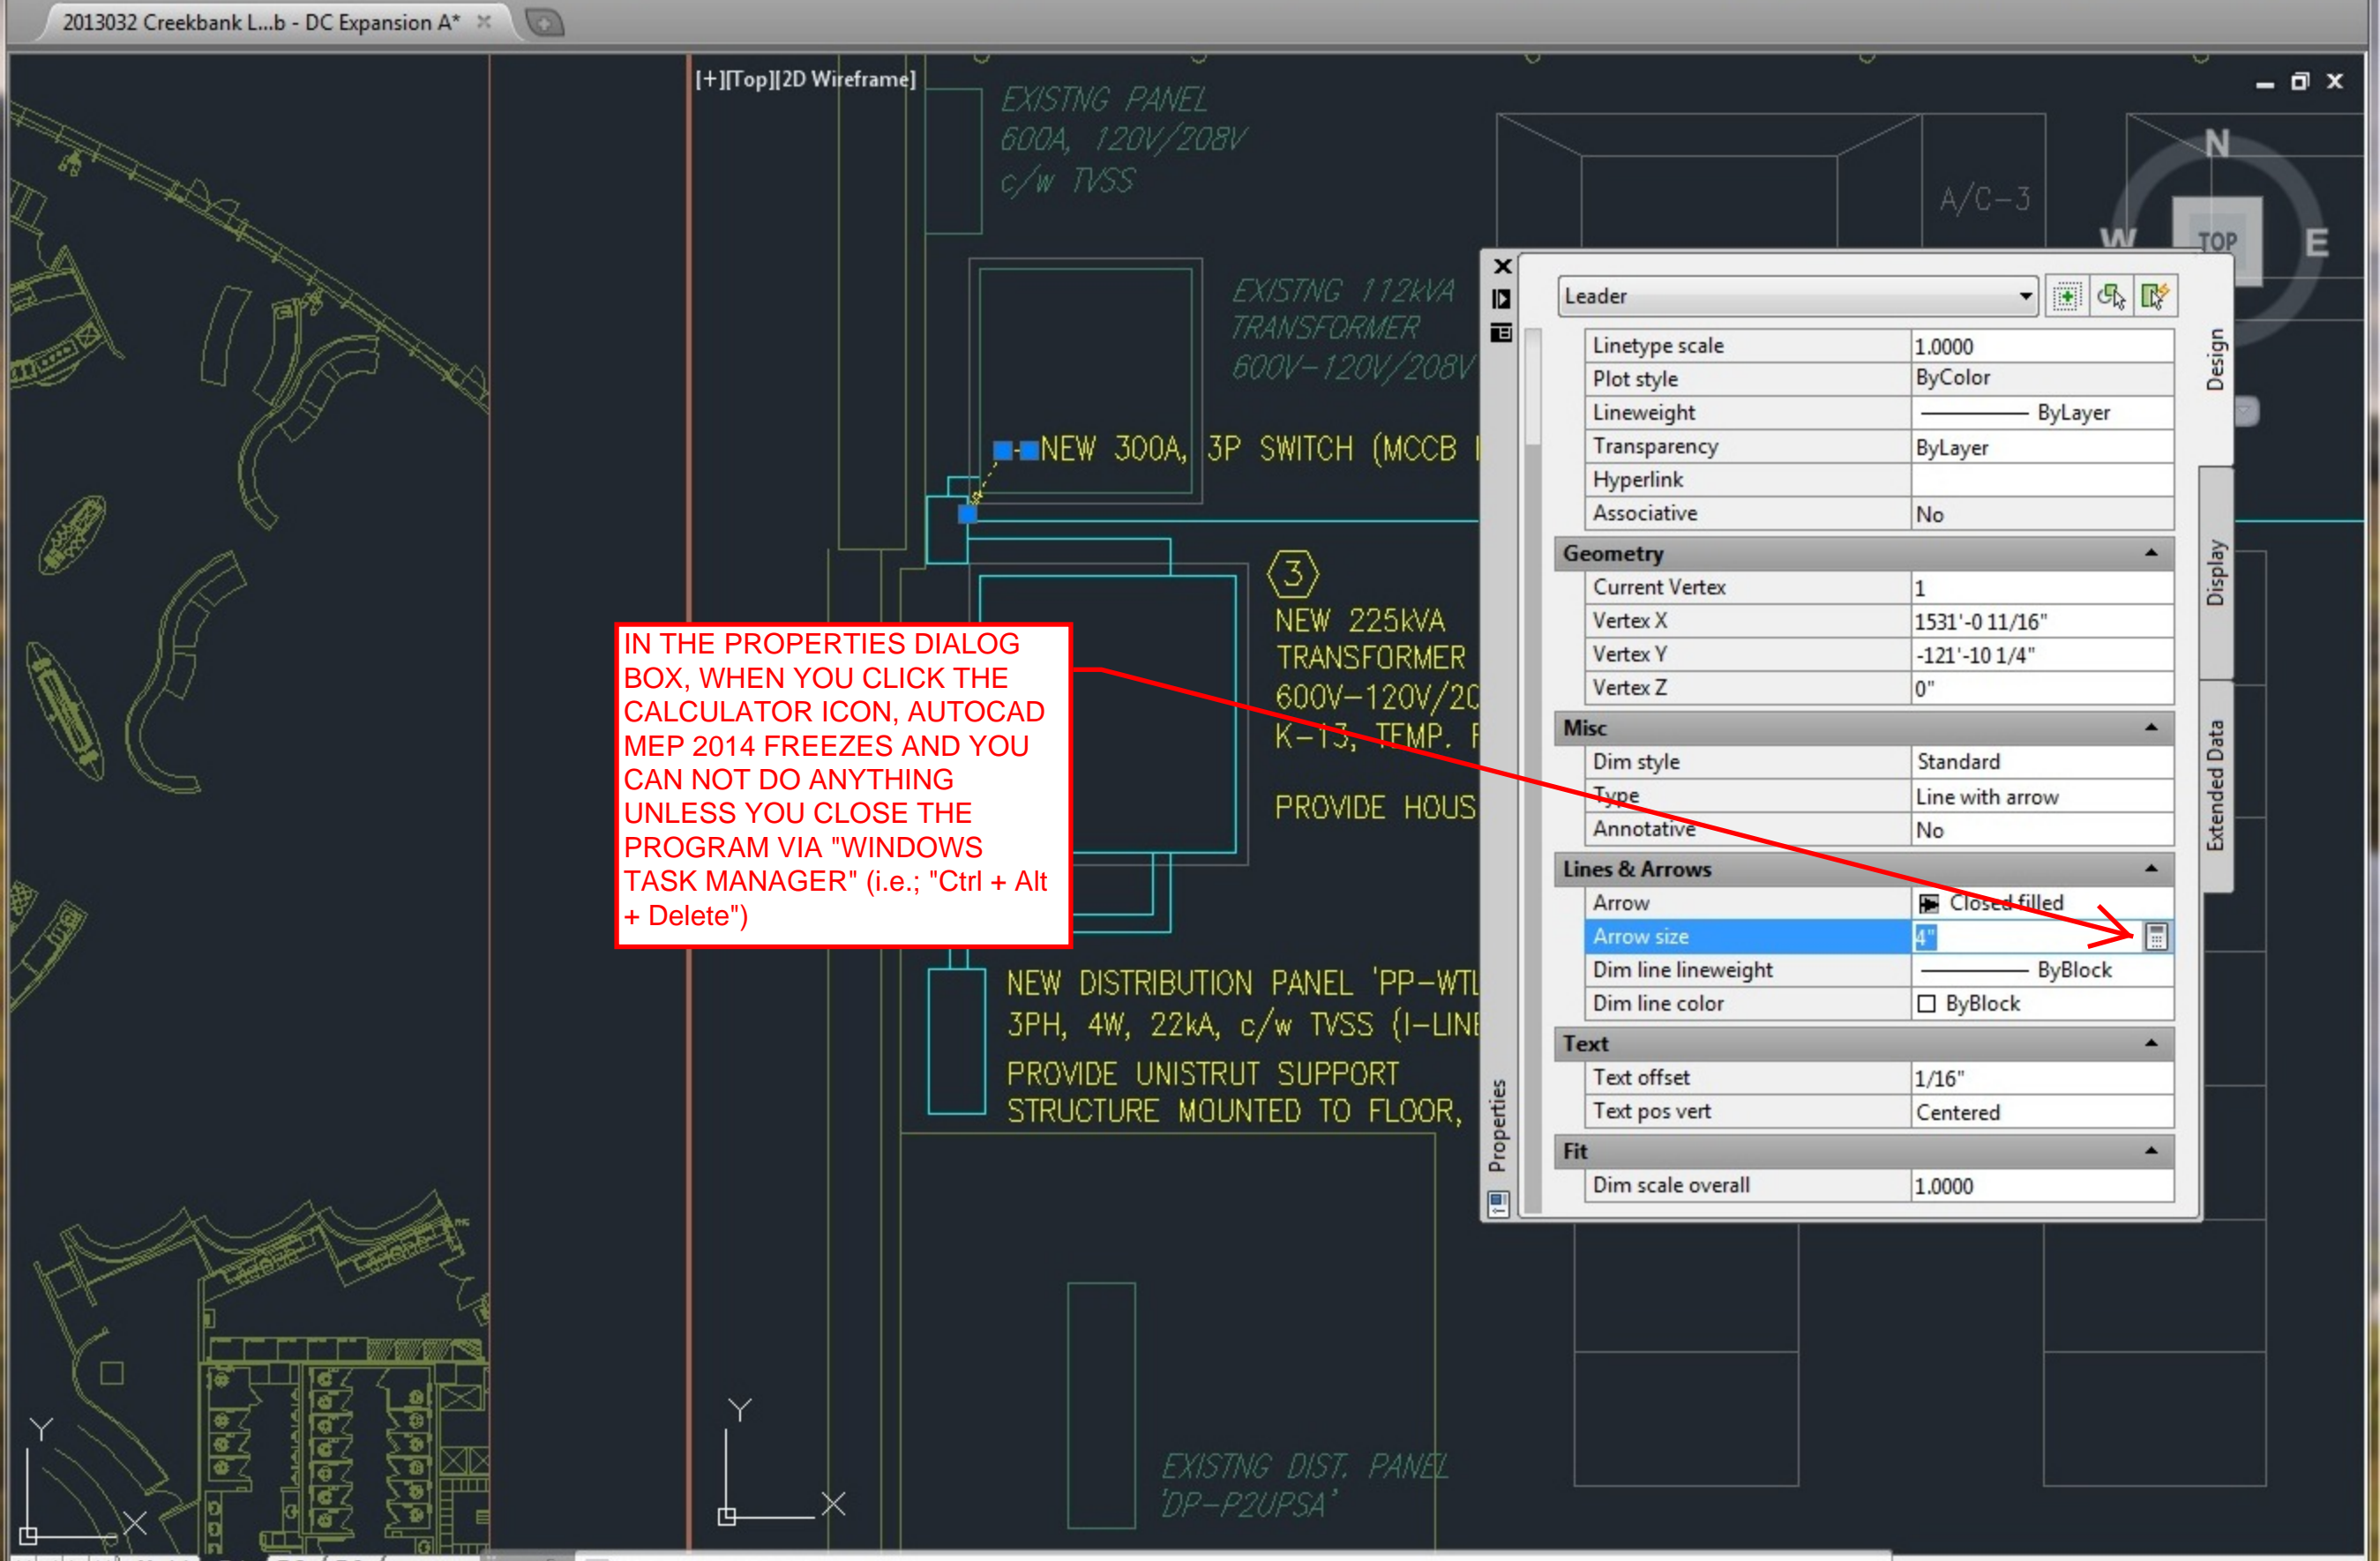 2013032 Creekbank L...b - DC Expansion A*
[+][Top][2D Wireframe]
EXISTNG PANEL
600A, 120V/208V
c/w TVSS
A/C-3
N
W
TOP
E
EXISTNG 112kVA
TRANSFORMER
600V-120V/208V
NEW 300A, 3P SWITCH (MCCB
3
NEW 225kVA
TRANSFORMER
600V-120V/20
K-13, TEMP.
PROVIDE HOUS
IN THE PROPERTIES DIALOG
BOX, WHEN YOU CLICK THE
CALCULATOR ICON, AUTOCAD
MEP 2014 FREEZES AND YOU
CAN NOT DO ANYTHING
UNLESS YOU CLOSE THE
PROGRAM VIA "WINDOWS
TASK MANAGER" (i.e.; "Ctrl + Alt
+ Delete")
NEW DISTRIBUTION PANEL 'PP-WTL
3PH, 4W, 22kA, c/w TVSS (I-LINE
PROVIDE UNISTRUT SUPPORT
STRUCTURE MOUNTED TO FLOOR,
EXISTNG DIST. PANEL
'DP-P2UPSA'
Y
X
Y
X
Leader
Linetype scale 1.0000
Plot style ByColor
Lineweight ByLayer
Transparency ByLayer
Hyperlink
Associative No
Geometry
Current Vertex 1
Vertex X 1531'-0 11/16"
Vertex Y -121'-10 1/4"
Vertex Z 0"
Misc
Dim style Standard
Type Line with arrow
Annotative No
Lines & Arrows
Arrow Closed filled
Arrow size 4"
Dim line lineweight ByBlock
Dim line color ByBlock
Text
Text offset 1/16"
Text pos vert Centered
Fit
Dim scale overall 1.0000
Design
Display
Extended Data
Properties